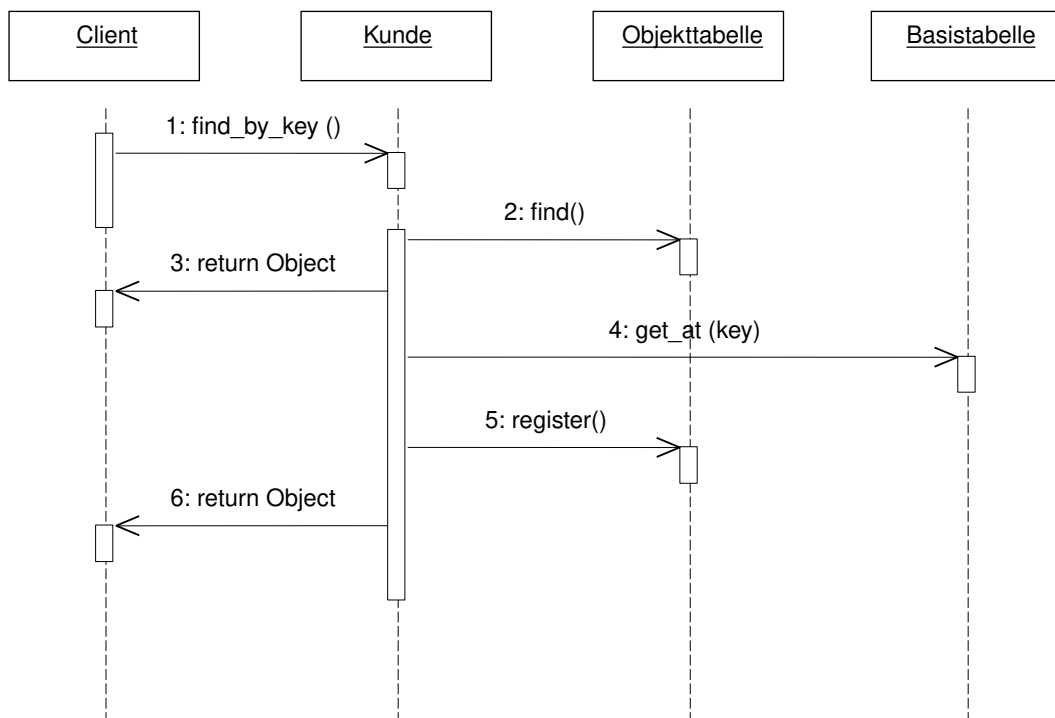 Client
Kunde
Objekttabelle
Basistabelle
1: find_by_key ()
2: find()
3: return Object
4: get_at (key)
5: register()
6: return Object